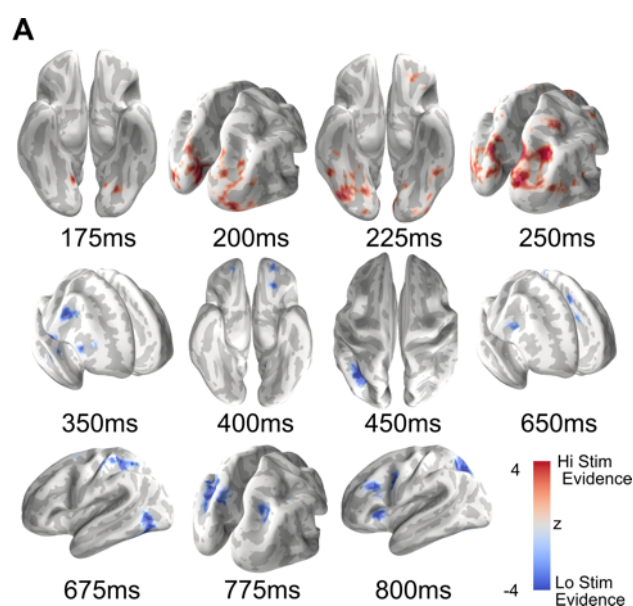 A
175ms
200ms
225ms
250ms
350ms
400ms
450ms
650ms
675ms
775ms
800ms
4
Hi Stim
Evidence
z
-4
Lo Stim
Evidence